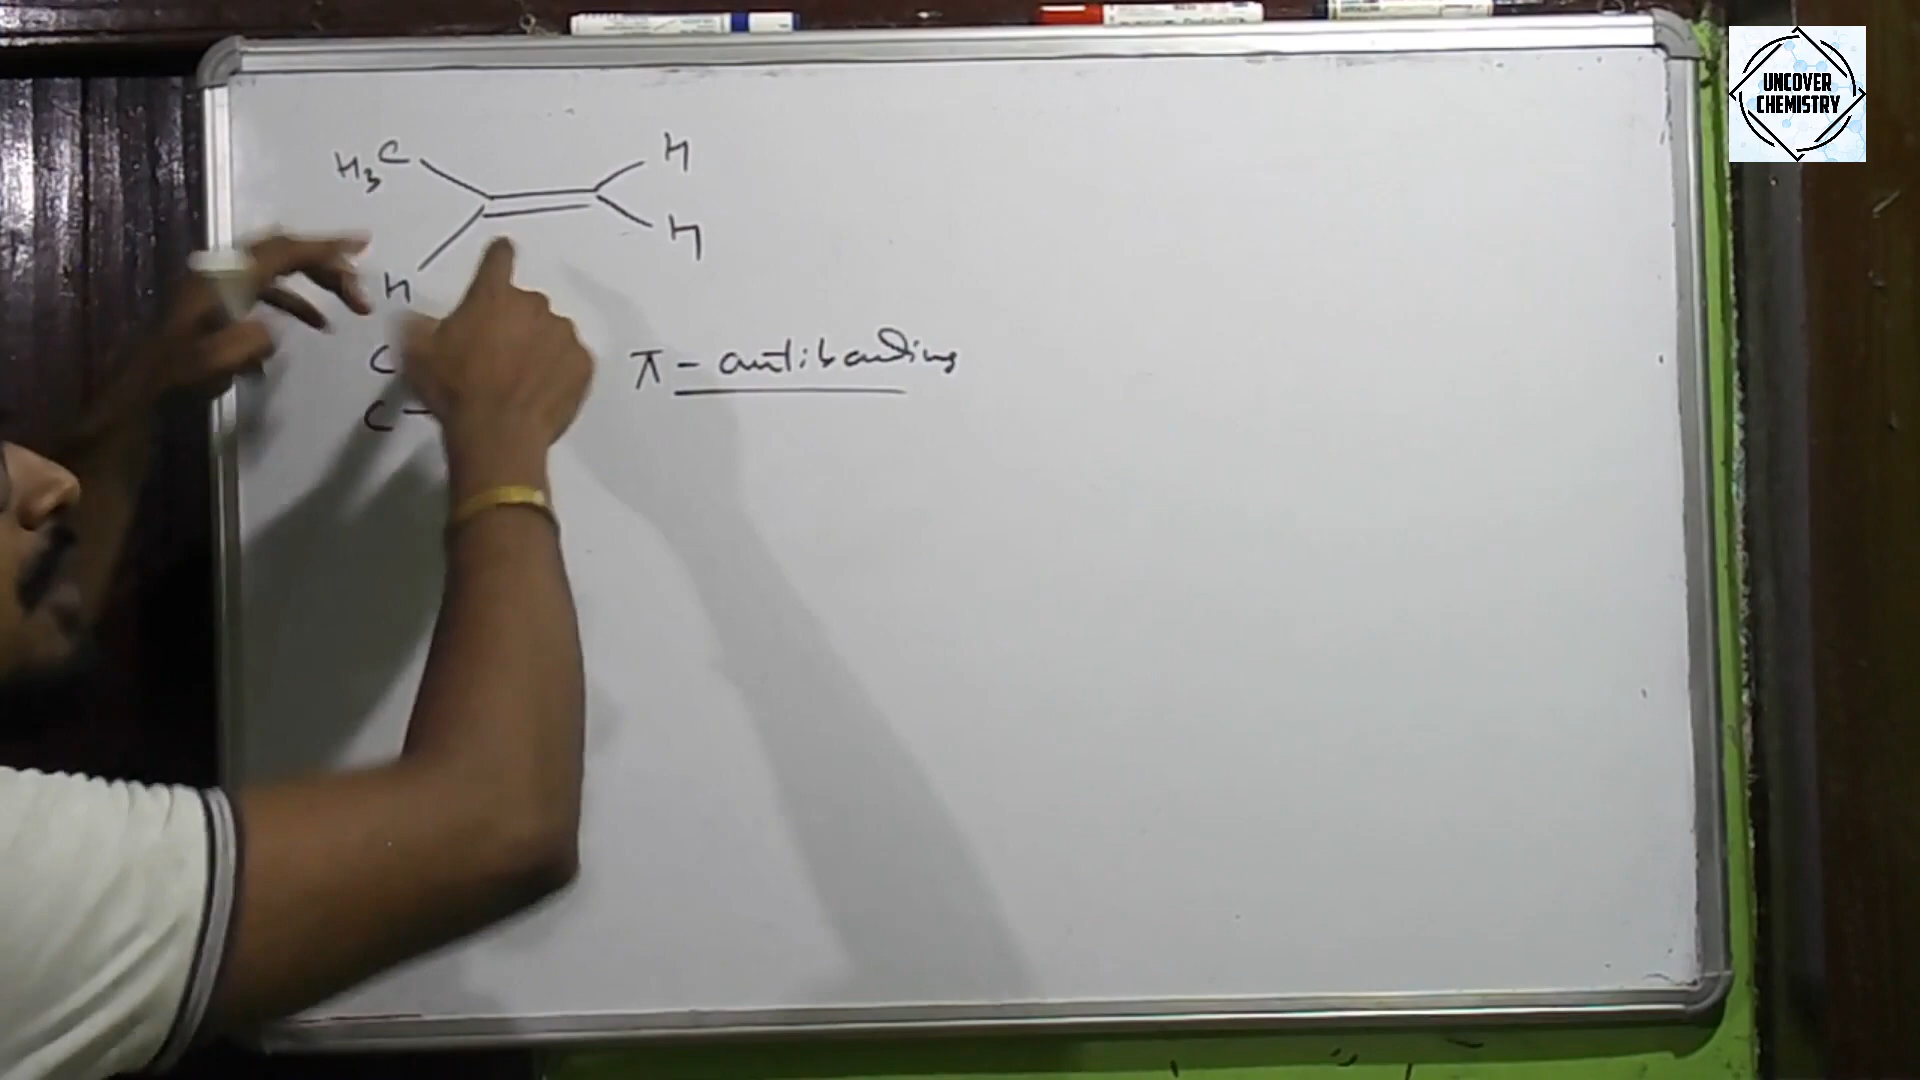 H₃C H
H
H
C
π - antibonding
C -
UNCOVER
CHEMISTRY